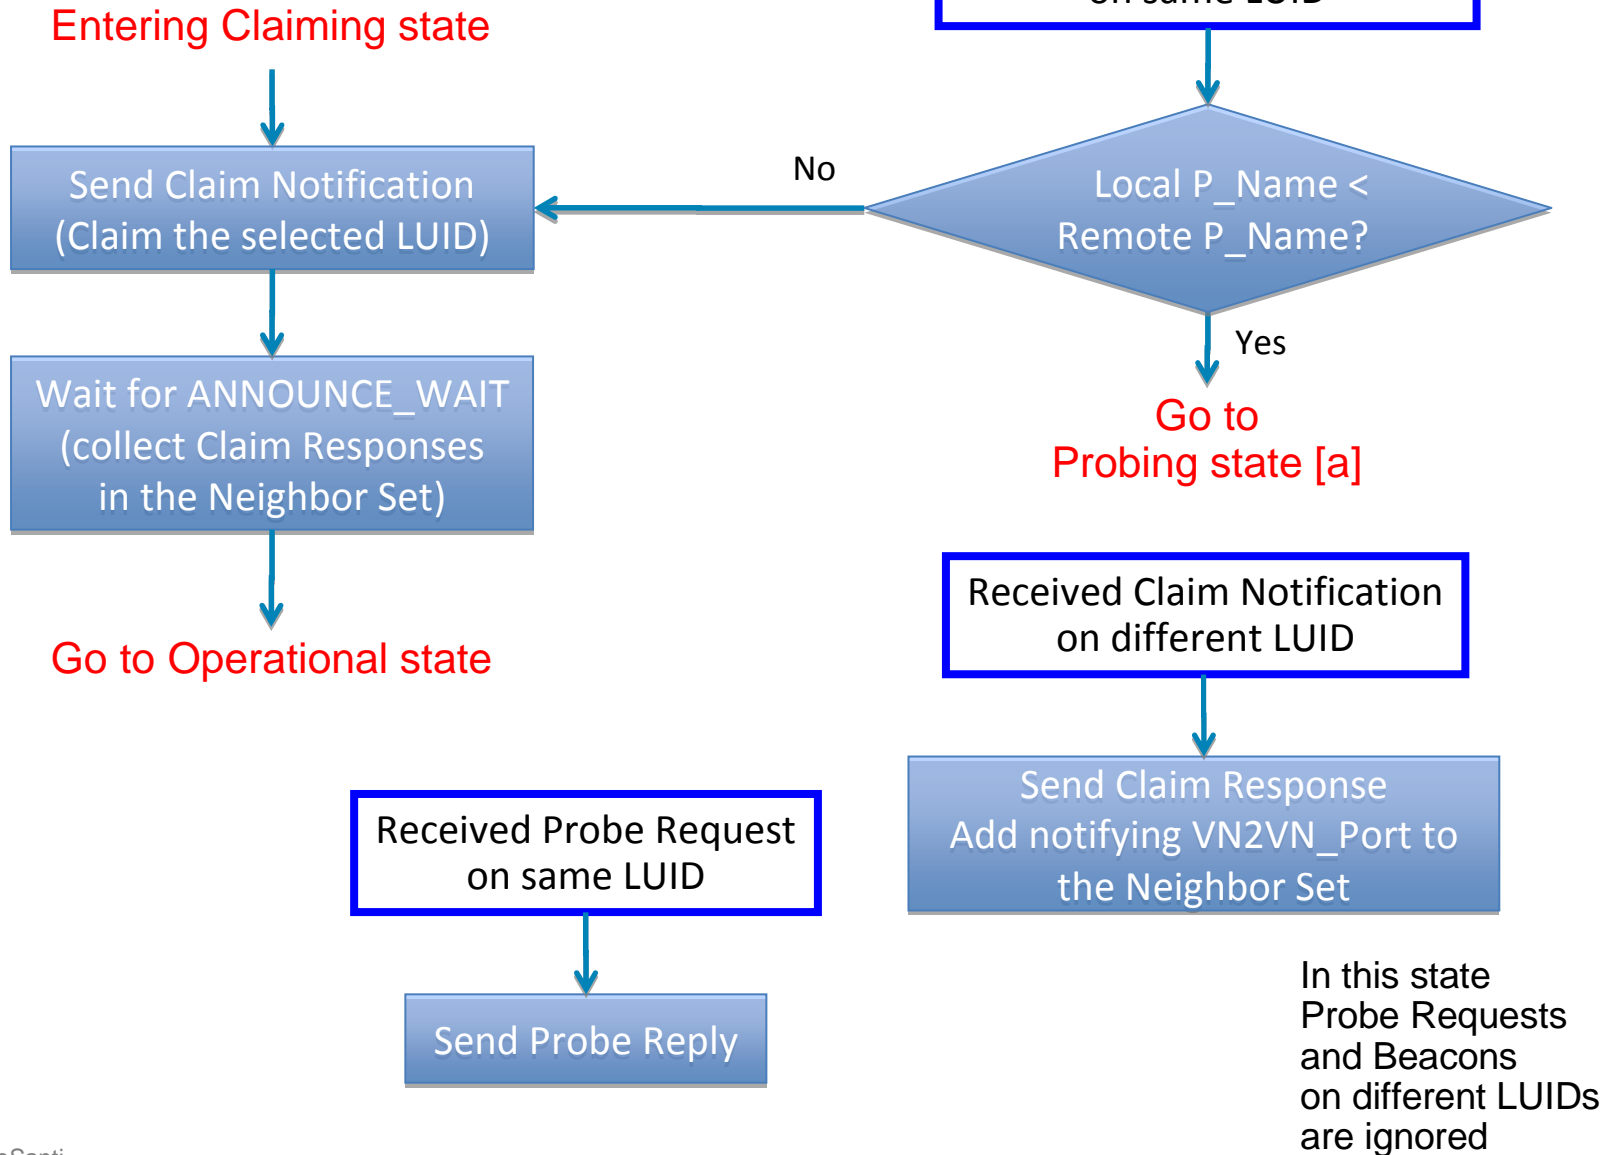 Entering Claiming state
on same LUID
Send Claim Notification
(Claim the selected LUID)
No
Local P_Name <
Remote P_Name?
Yes
Wait for ANNOUNCE_WAIT
(collect Claim Responses
in the Neighbor Set)
Go to
Probing state [a]
Go to Operational state
Received Claim Notification
on different LUID
Send Claim Response
Add notifying VN2VN_Port to
the Neighbor Set
Received Probe Request
on same LUID
Send Probe Reply
In this state
Probe Requests
and Beacons
on different LUIDs
are ignored